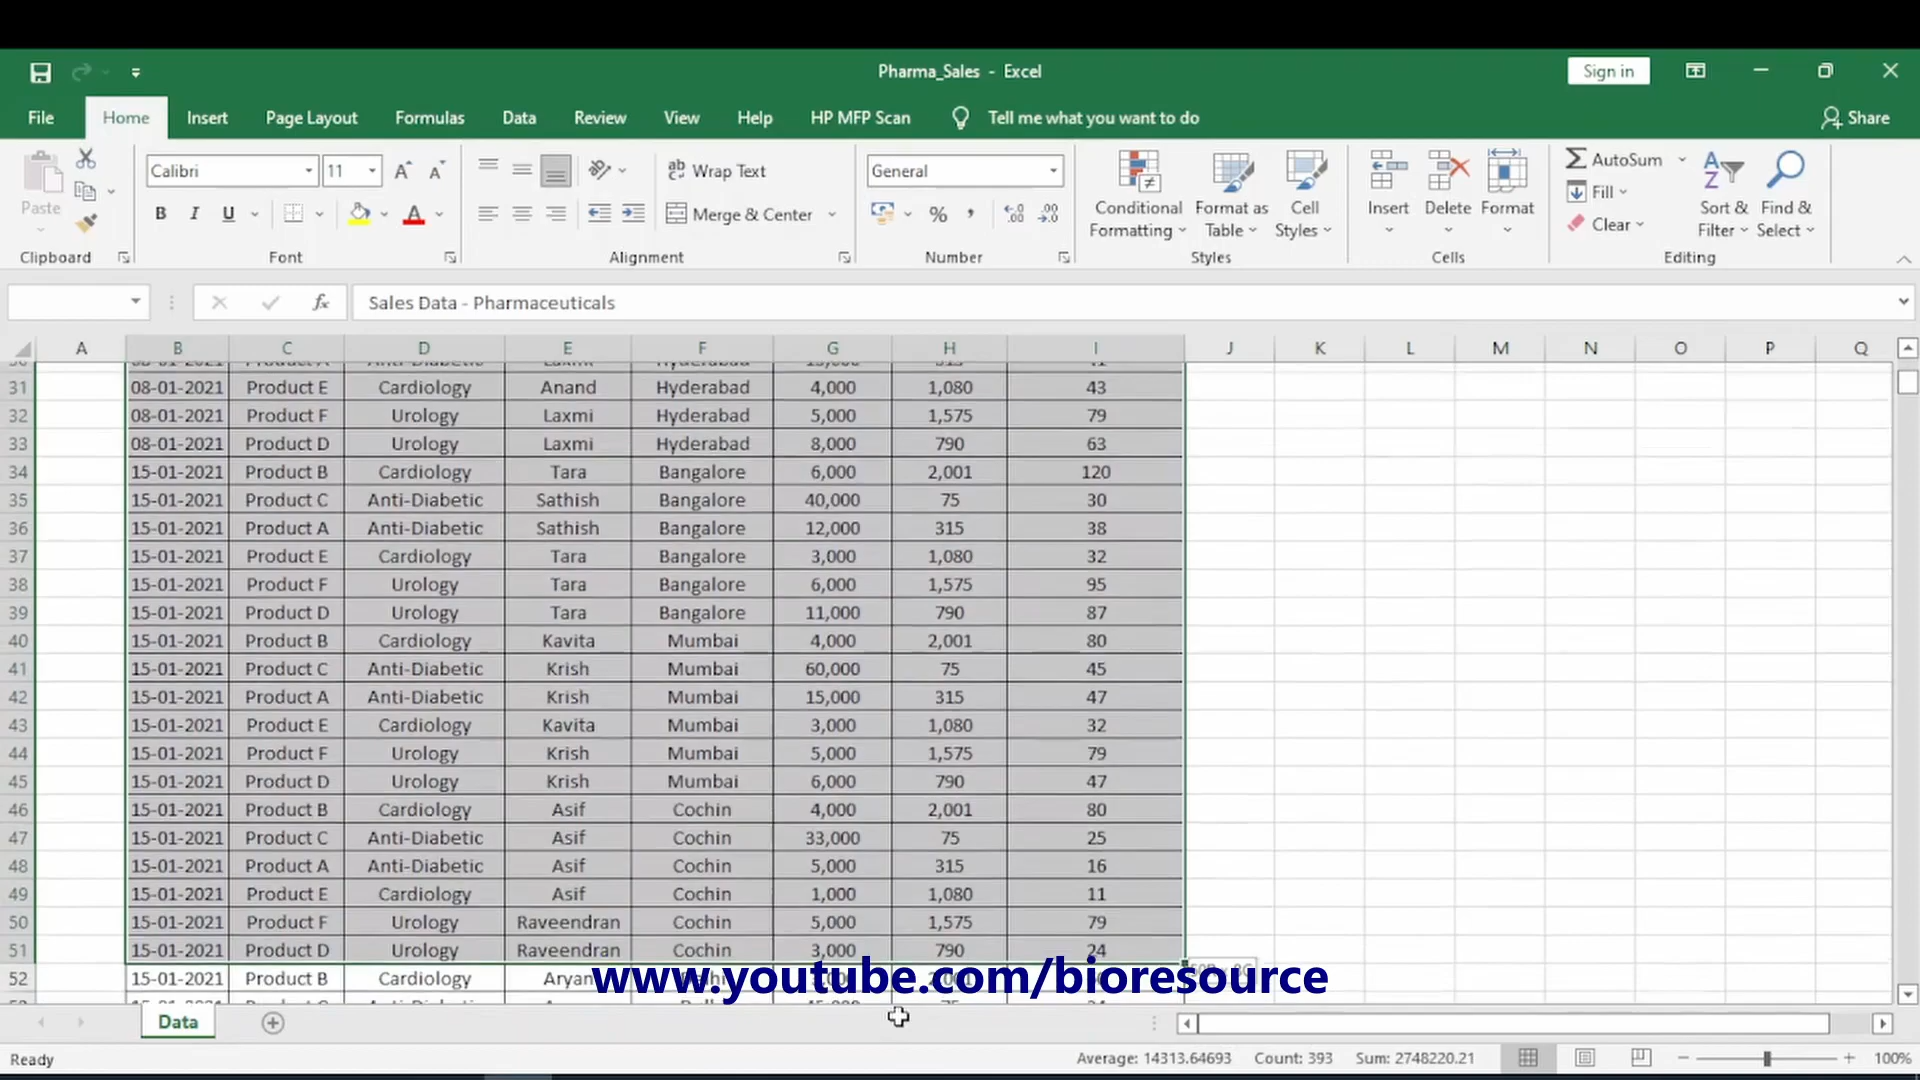 Pharma_Sales - Excel
Sign in
File Home Insert Page Layout Formulas Data Review View Help HP MFP Scan Tell me what you want to do Share
Paste
Clipboard
Calibri 11
B I U
Font
Wrap Text
Merge & Center
Alignment
General
Number
Conditional Formatting
Format as Table
Cell Styles
Styles
Insert Delete Format
Cells
AutoSum
Fill
Clear
Sort & Filter
Find & Select
Editing
fx Sales Data - Pharmaceuticals
A B C D E F G H I J K L M N O P Q
31 08-01-2021 Product E Cardiology Anand Hyderabad 4,000 1,080 43
32 08-01-2021 Product F Urology Laxmi Hyderabad 5,000 1,575 79
33 08-01-2021 Product D Urology Laxmi Hyderabad 8,000 790 63
34 15-01-2021 Product B Cardiology Tara Bangalore 6,000 2,001 120
35 15-01-2021 Product C Anti-Diabetic Sathish Bangalore 40,000 75 30
36 15-01-2021 Product A Anti-Diabetic Sathish Bangalore 12,000 315 38
37 15-01-2021 Product E Cardiology Tara Bangalore 3,000 1,080 32
38 15-01-2021 Product F Urology Tara Bangalore 6,000 1,575 95
39 15-01-2021 Product D Urology Tara Bangalore 11,000 790 87
40 15-01-2021 Product B Cardiology Kavita Mumbai 4,000 2,001 80
41 15-01-2021 Product C Anti-Diabetic Krish Mumbai 60,000 75 45
42 15-01-2021 Product A Anti-Diabetic Krish Mumbai 15,000 315 47
43 15-01-2021 Product E Cardiology Kavita Mumbai 3,000 1,080 32
44 15-01-2021 Product F Urology Krish Mumbai 5,000 1,575 79
45 15-01-2021 Product D Urology Krish Mumbai 6,000 790 47
46 15-01-2021 Product B Cardiology Asif Cochin 4,000 2,001 80
47 15-01-2021 Product C Anti-Diabetic Asif Cochin 33,000 75 25
48 15-01-2021 Product A Anti-Diabetic Asif Cochin 5,000 315 16
49 15-01-2021 Product E Cardiology Asif Cochin 1,000 1,080 11
50 15-01-2021 Product F Urology Raveendran Cochin 5,000 1,575 79
51 15-01-2021 Product D Urology Raveendran Cochin 3,000 790 24
52 15-01-2021 Product B Cardiology Aryan
www.youtube.com/bioresource
Data
Ready
Average: 14313.64693 Count: 393 Sum: 2748220.21
100%